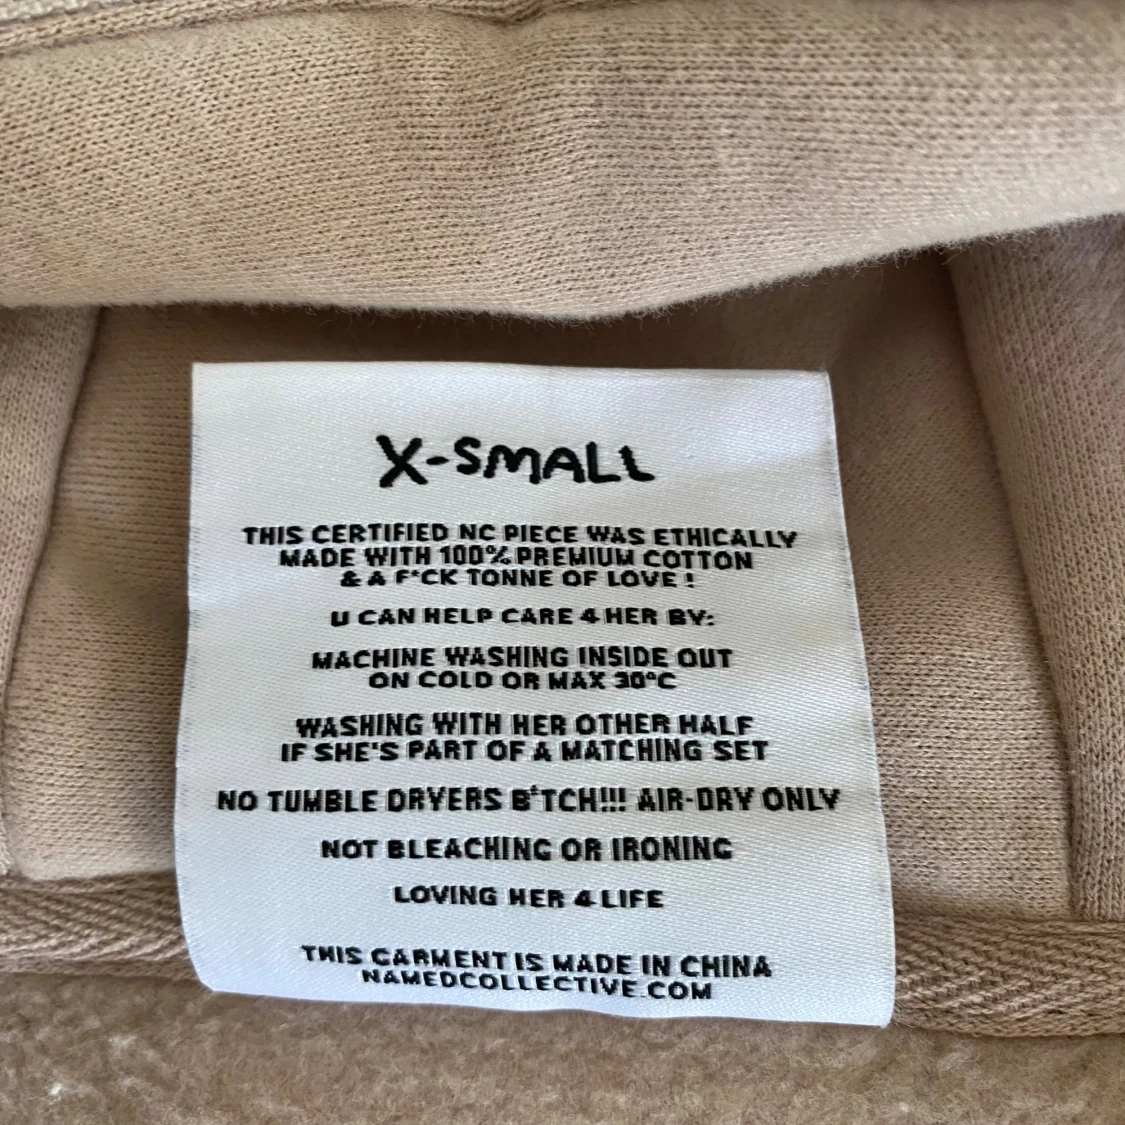 X-SMALL
THIS CERTIFIED NC PIECE WAS ETHICALLY
MADE WITH 100% PREMIUM COTTON
& A F*CK TONNE OF LOVE !
U CAN HELP CARE 4 HER BY:
MACHINE WASHING INSIDE OUT
ON COLD OR MAX 30°C
WASHING WITH HER OTHER HALF
IF SHE'S PART OF A MATCHING SET
NO TUMBLE DRYERS B*TCH!!! AIR-DRY ONLY
NOT BLEACHING OR IRONING
LOVING HER 4 LIFE
THIS GARMENT IS MADE IN CHINA
NAMEDCOLLECTIVE.COM